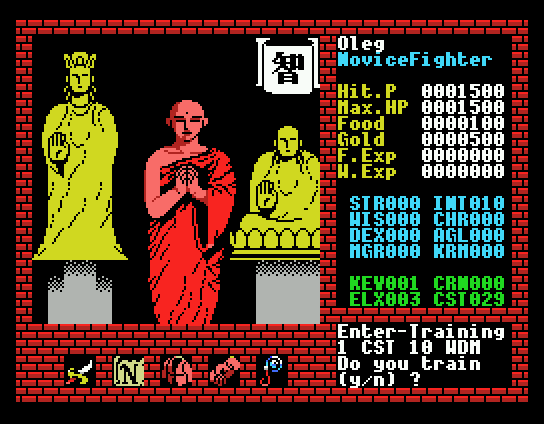 智
Oleg
NoviceFighter
Hit.P 0001500
Max.HP 0001500
Food 0000100
Gold 0000500
F.Exp 0000000
W.Exp 0000000
STR000 INT010
WIS000 CHR000
DEX000 AGL000
MGR000 KRM000
KEY001 CRN000
ELX003 CST029
Enter-Training
1 CST 10 WDM
Do you train
(y/n) ?
N